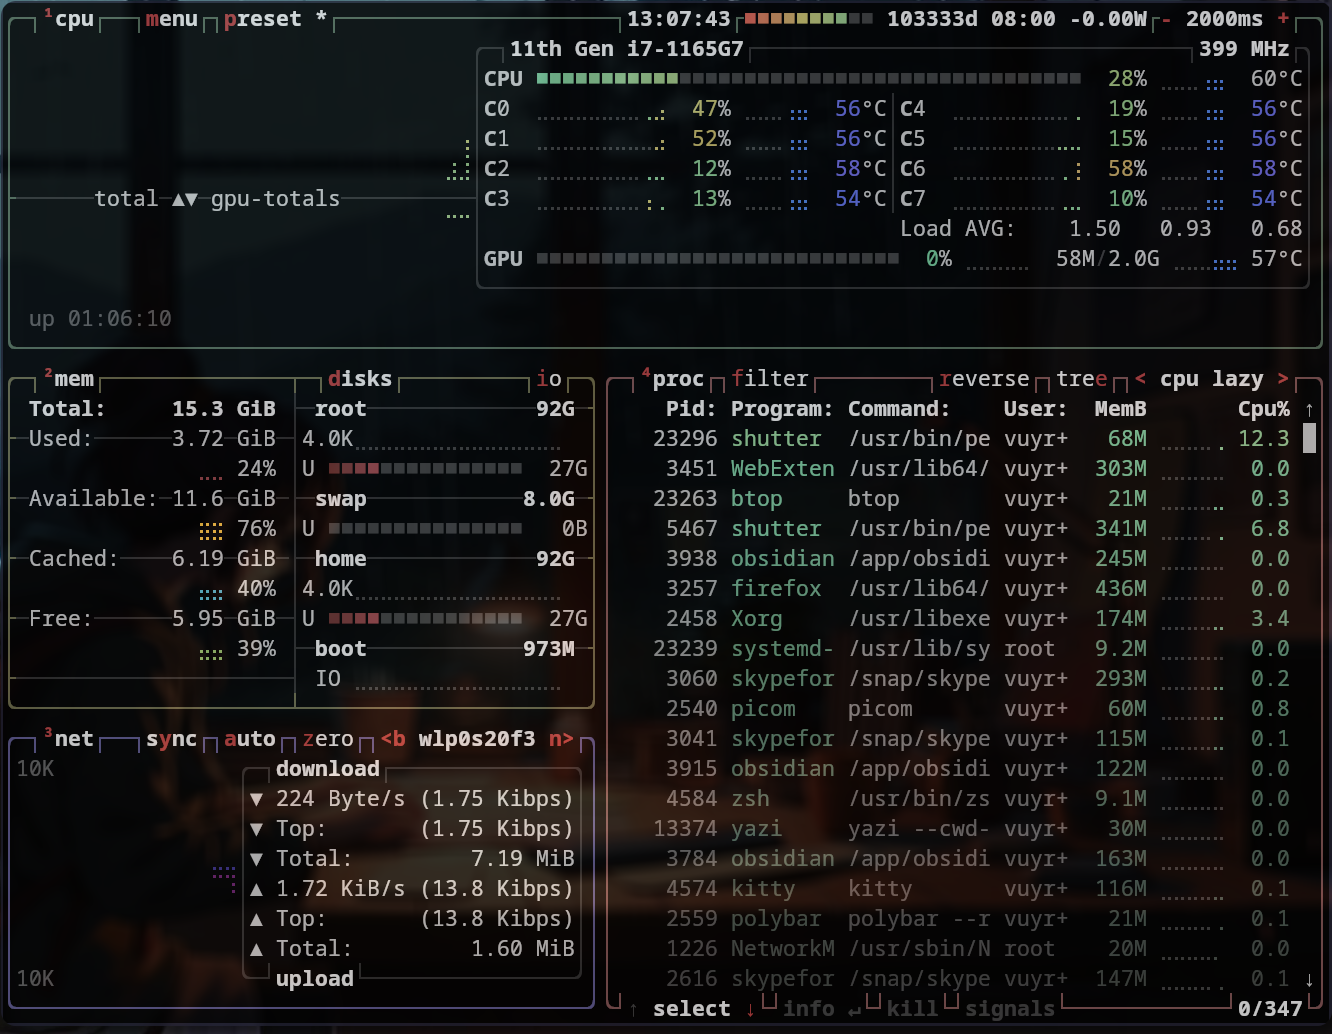 ¹cpu menu preset * 13:07:43 103333d 08:00 -0.00W - 2000ms +
11th Gen i7-1165G7 399 MHz
CPU 28% 60°C
C0 47% 56°C C4 19% 56°C
C1 52% 56°C C5 15% 56°C
C2 12% 58°C C6 58% 58°C
total ▲▼ gpu-totals C3 13% 54°C C7 10% 54°C
Load AVG: 1.50 0.93 0.68
GPU 0% 58M/2.0G 57°C
up 01:06:10
²mem disks io
Total: 15.3 GiB root 92G
Used: 3.72 GiB 4.0K
24% U 27G
Available: 11.6 GiB swap 8.0G
76% U 0B
Cached: 6.19 GiB home 92G
40% 4.0K
Free: 5.95 GiB U 27G
39% boot 973M
IO
³net sync auto zero <b wlp0s20f3 n>
10K download
▼ 224 Byte/s (1.75 Kibps)
▼ Top: (1.75 Kibps)
▼ Total: 7.19 MiB
▲ 1.72 KiB/s (13.8 Kibps)
▲ Top: (13.8 Kibps)
▲ Total: 1.60 MiB
10K upload
⁴proc filter reverse tree < cpu lazy >
Pid: Program: Command: User: MemB Cpu% ↑
23296 shutter /usr/bin/pe vuyr+ 68M 12.3
3451 WebExten /usr/lib64/ vuyr+ 303M 0.0
23263 btop btop vuyr+ 21M 0.3
5467 shutter /usr/bin/pe vuyr+ 341M 6.8
3938 obsidian /app/obsidi vuyr+ 245M 0.0
3257 firefox /usr/lib64/ vuyr+ 436M 0.0
2458 Xorg /usr/libexe vuyr+ 174M 3.4
23239 systemd- /usr/lib/sy root 9.2M 0.0
3060 skypefor /snap/skype vuyr+ 293M 0.2
2540 picom picom vuyr+ 60M 0.8
3041 skypefor /snap/skype vuyr+ 115M 0.1
3915 obsidian /app/obsidi vuyr+ 122M 0.0
4584 zsh /usr/bin/zs vuyr+ 9.1M 0.0
13374 yazi yazi --cwd- vuyr+ 30M 0.0
3784 obsidian /app/obsidi vuyr+ 163M 0.0
4574 kitty kitty vuyr+ 116M 0.1
2559 polybar polybar --r vuyr+ 21M 0.1
1226 NetworkM /usr/sbin/N root 20M 0.0
2616 skypefor /snap/skype vuyr+ 147M 0.1 ↓
↑ select ↓ info ↵ kill signals 0/347